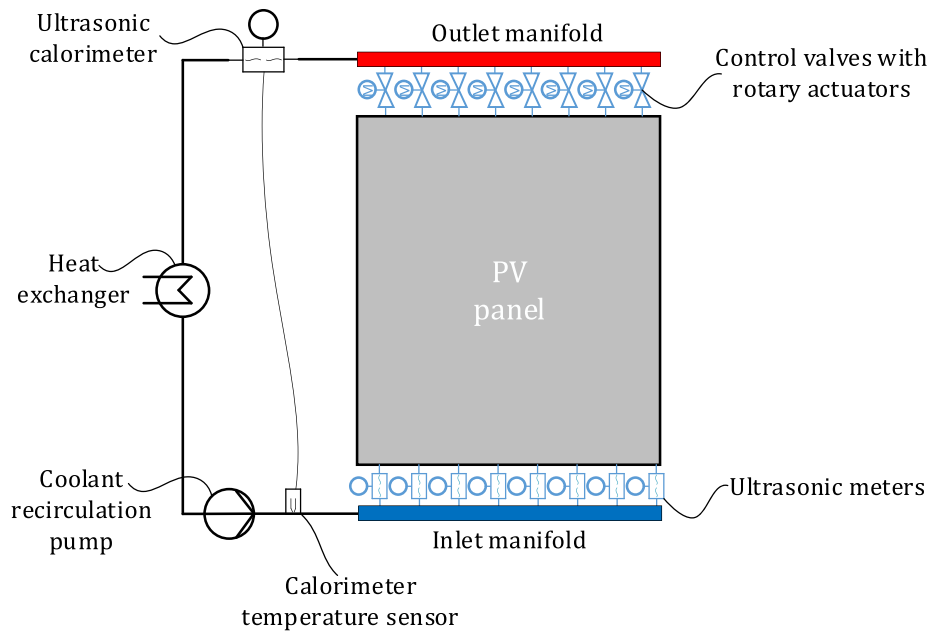 Ultrasonic
calorimeter
Outlet manifold
Control valves with
rotary actuators
Heat
exchanger
PV
panel
Coolant
recirculation
pump
Ultrasonic meters
Inlet manifold
Calorimeter
temperature sensor